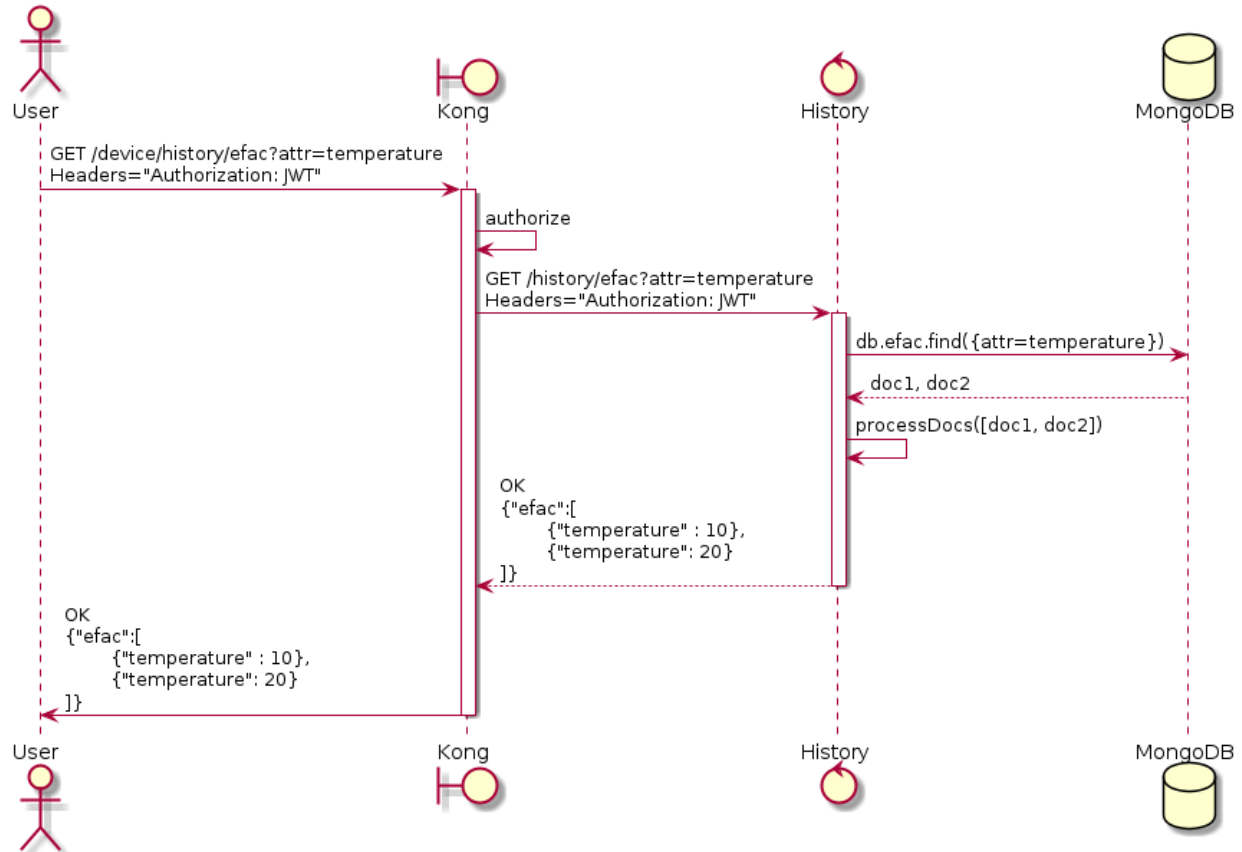 User
Kong
History
MongoDB
GET /device/history/efac?attr=temperature
Headers="Authorization: JWT"
authorize
GET /history/efac?attr=temperature
Headers="Authorization: JWT"
db.efac.find({attr=temperature})
doc1, doc2
processDocs([doc1, doc2])
OK
{"efac":[
{"temperature" : 10},
{"temperature": 20}
]}
OK
{"efac":[
{"temperature" : 10},
{"temperature": 20}
]}
User
Kong
History
MongoDB